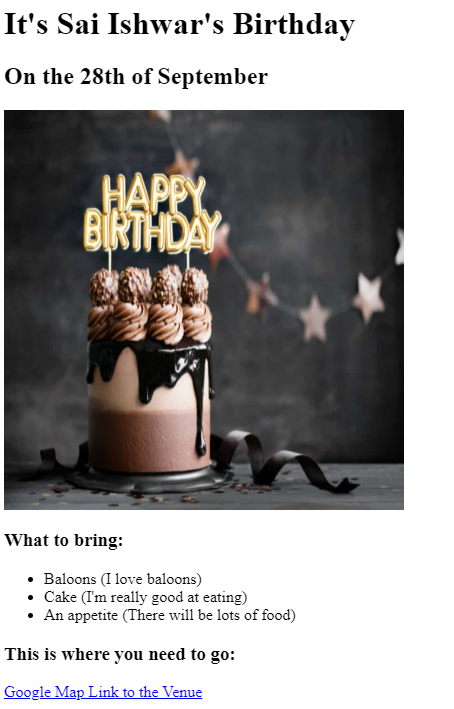 It's Sai Ishwar's Birthday
On the 28th of September
HAPPY
BIRTHDAY
What to bring:
Baloons (I love baloons)
Cake (I'm really good at eating)
An appetite (There will be lots of food)
This is where you need to go:
Google Map Link to the Venue